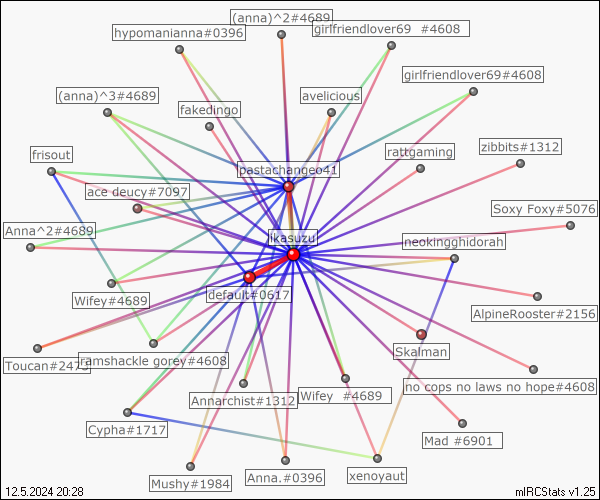 (anna)^2#4689
girlfriendlover69 #4608
hypomanianna#0396
girlfriendlover69#4608
(anna)^3#4689
avelicious
fakedingo
zibbits#1312
frisout
rattgaming
pastachangeo41
ace deucy#7097
Soxy Foxy#5076
Anna^2#4689
ikasuzu
neokingghidorah
Wifey#4689
default#0617
AlpineRooster#2156
Toucan#247
ramshackle gorey#4608
Skalman
no cops no laws no hope#4608
Annarchist#1312
Wifey #4689
Cypha#1717
Mad #6901
Mushy#1984
Anna.#0396
xenoyaut
12.5.2024 20:28
mIRCStats v1.25